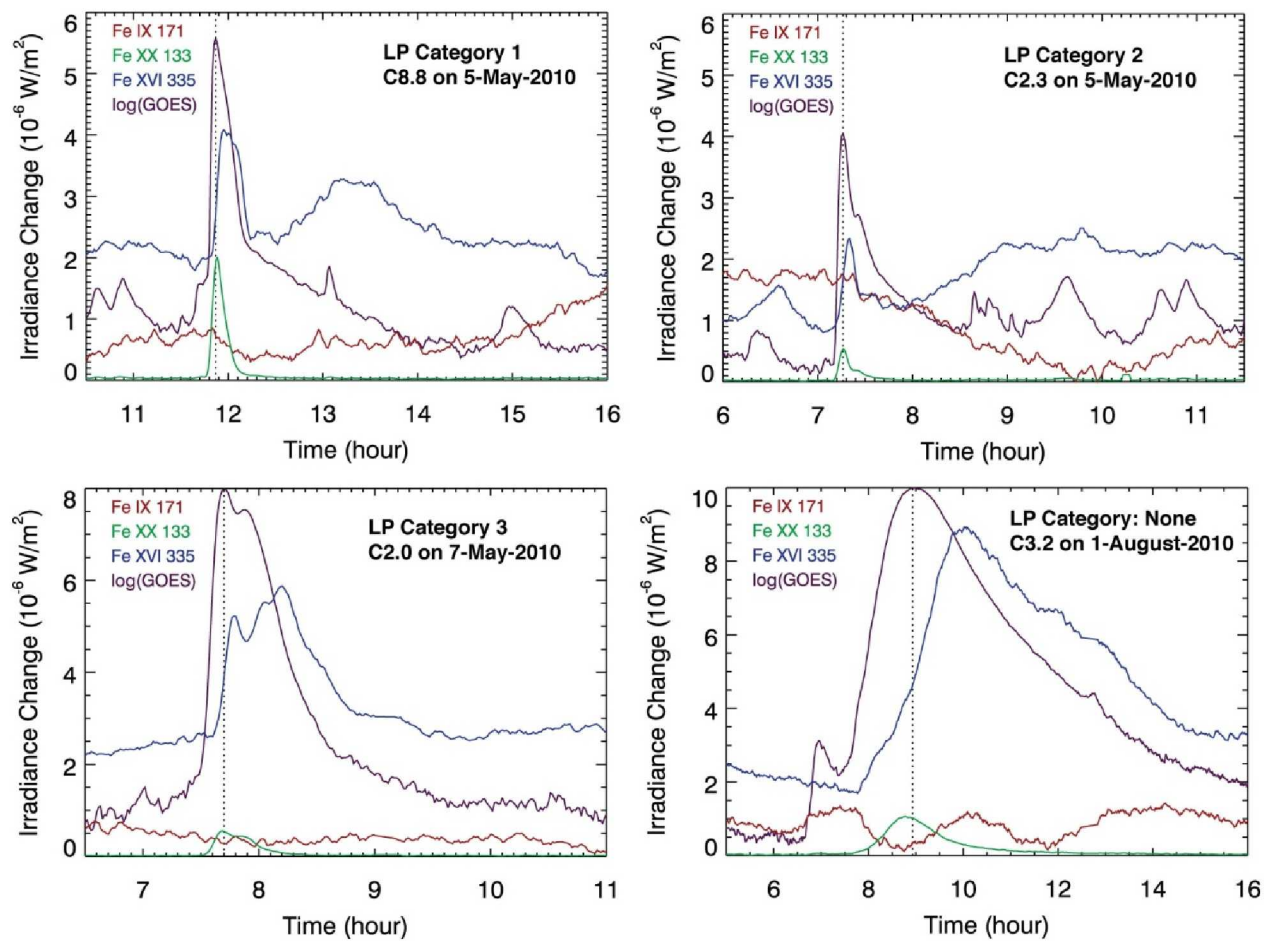 Irradiance Change (10⁻⁶ W/m²)
6
5
4
3
2
1
0
Fe IX 171
Fe XX 133
Fe XVI 335
log(GOES)
LP Category 1
C8.8 on 5-May-2010
11 12 13 14 15 16
Time (hour)
Irradiance Change (10⁻⁶ W/m²)
6
5
4
3
2
1
0
Fe IX 171
Fe XX 133
Fe XVI 335
log(GOES)
LP Category 2
C2.3 on 5-May-2010
6 7 8 9 10 11
Time (hour)
Irradiance Change (10⁻⁶ W/m²)
8
6
4
2
0
Fe IX 171
Fe XX 133
Fe XVI 335
log(GOES)
LP Category 3
C2.0 on 7-May-2010
7 8 9 10 11
Time (hour)
Irradiance Change (10⁻⁶ W/m²)
10
8
6
4
2
0
Fe IX 171
Fe XX 133
Fe XVI 335
log(GOES)
LP Category: None
C3.2 on 1-August-2010
6 8 10 12 14 16
Time (hour)